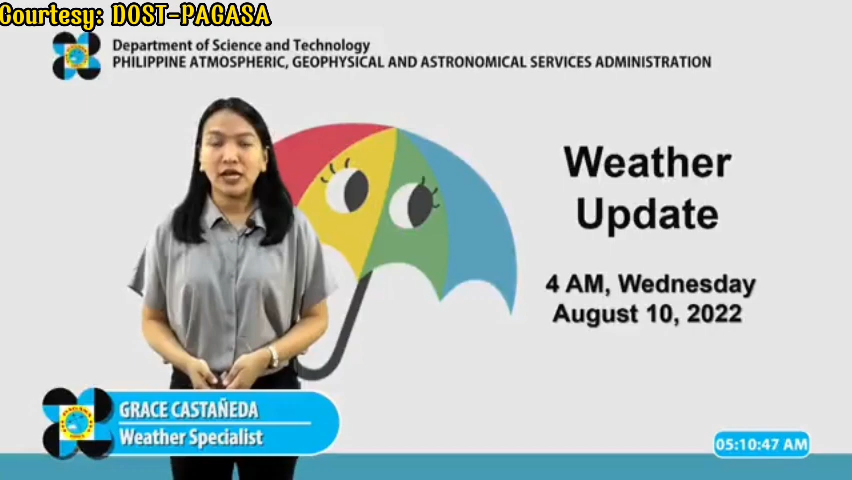 Courtesy: DOST-PAGASA
Department of Science and Technology
PHILIPPINE ATMOSPHERIC, GEOPHYSICAL AND ASTRONOMICAL SERVICES ADMINISTRATION
Weather
Update
4 AM, Wednesday
August 10, 2022
GRACE CASTAÑEDA
Weather Specialist
05:10:47 AM